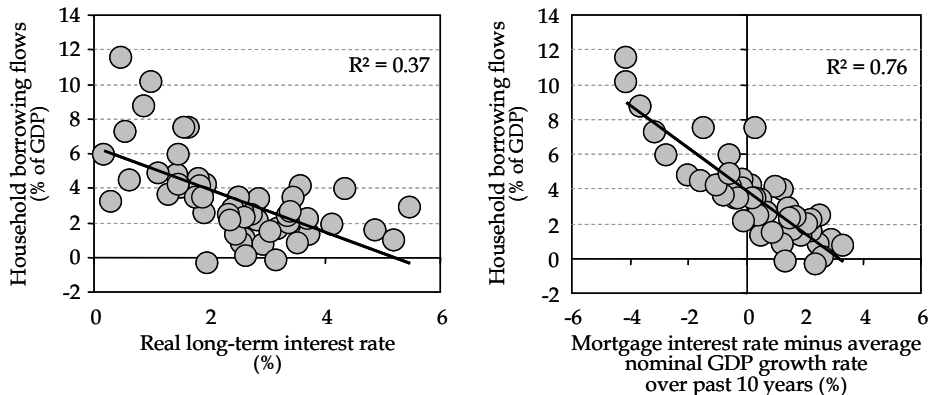 Household borrowing flows
(% of GDP)
14
12
10
8
6
4
2
0
-2
R² = 0.37
0 2 4 6
Real long-term interest rate
(%)
Household borrowing flows
(% of GDP)
14
12
10
8
6
4
2
0
-2
R² = 0.76
-6 -4 -2 0 2 4 6
Mortgage interest rate minus average
nominal GDP growth rate
over past 10 years (%)